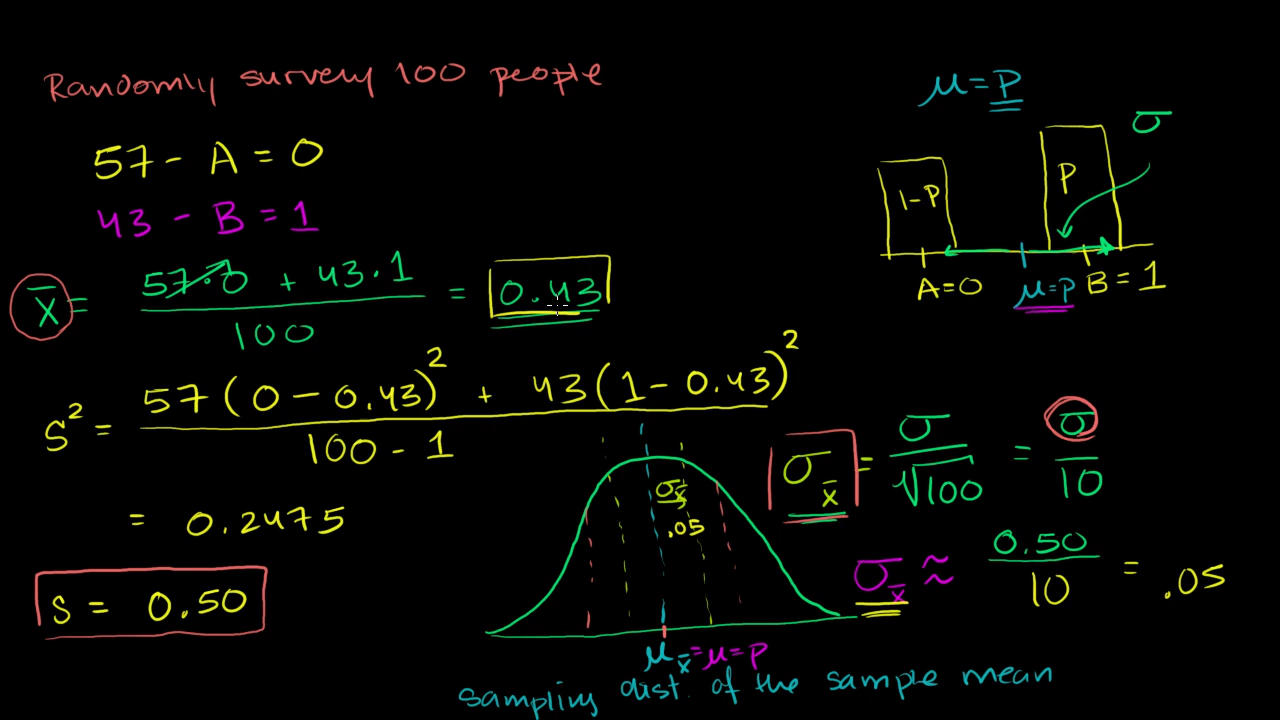 Randomly survey 100 people
57 - A = 0
43 - B = 1
x̄ = (57·0 + 43·1) / 100 = 0.43
S² = (57(0 - 0.43)² + 43(1 - 0.43)²) / (100 - 1)
= 0.2475
S = 0.50
μ = P
σ
1-P
P
A=0 μ=P B=1
σx̄ = σ / √100 = σ / 10
σx̄ ≈ 0.50 / 10 = .05
σx̄
.05
μx̄ = μ = P
sampling dist. of the sample mean